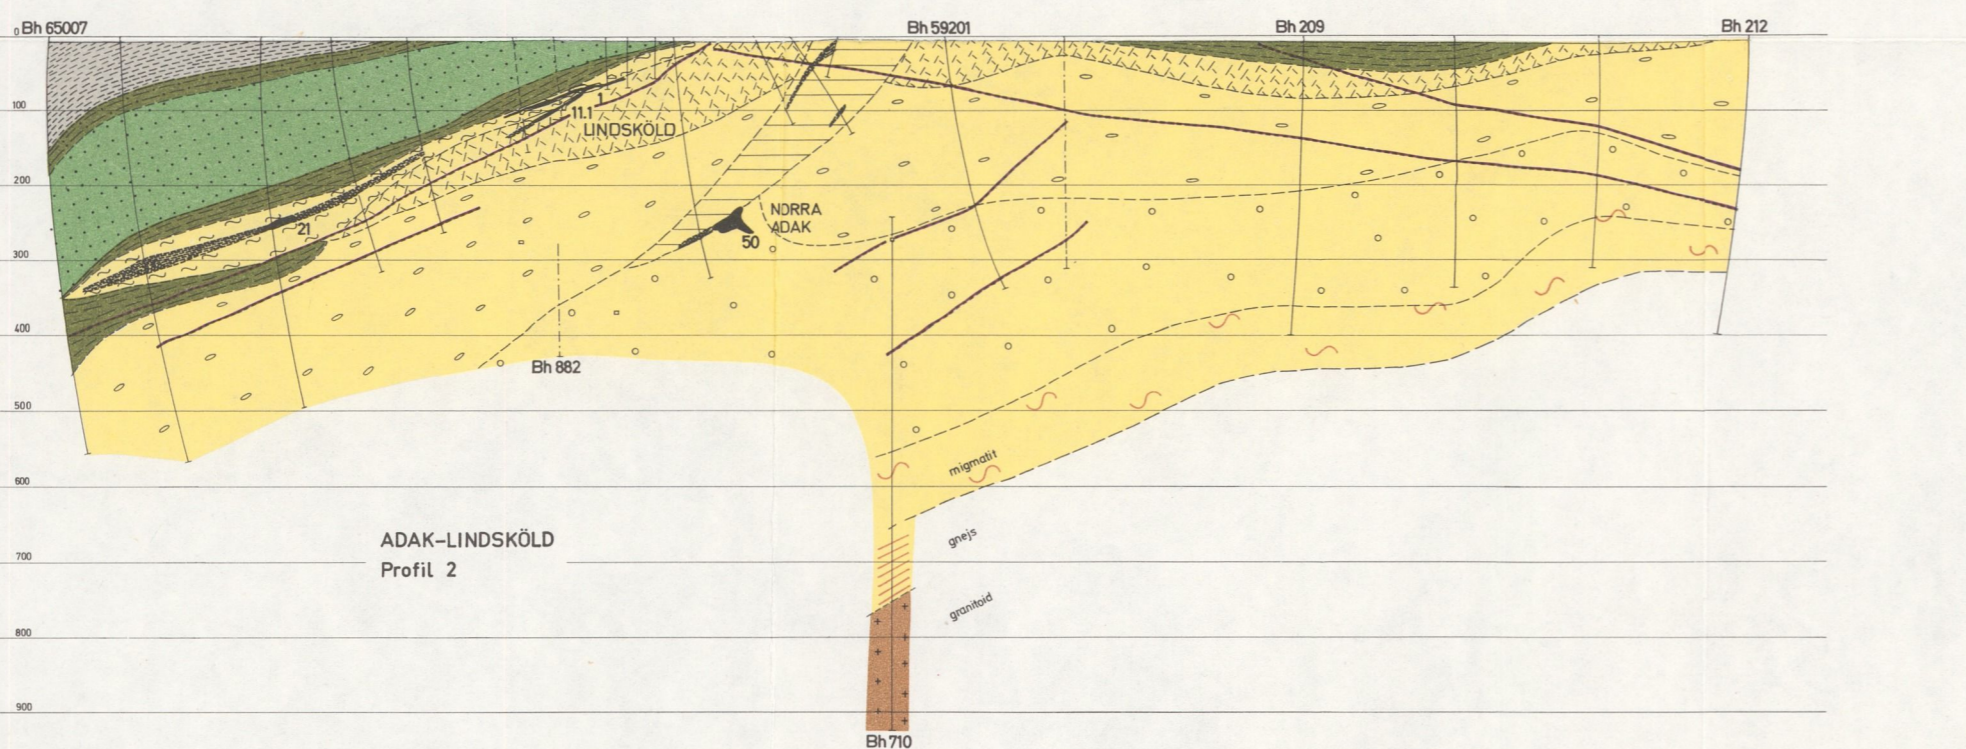 Bh 65007
Bh 59201
Bh 209
Bh 212
0
100
200
300
400
500
600
700
800
900
1
11.1
LINDSKÖLD
21
NORRA
ADAK
50
Bh 882
migmatit
gnejs
granitoid
ADAK-LINDSKÖLD
Profil 2
Bh 710